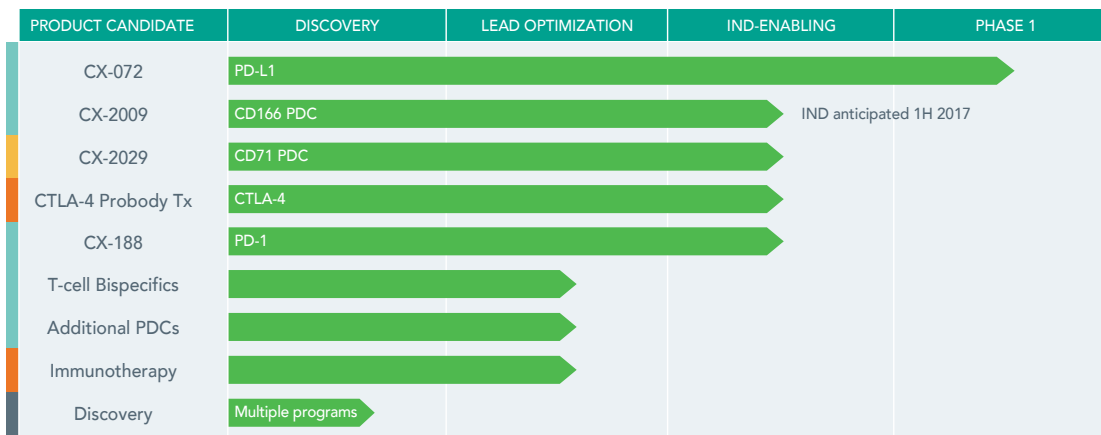 PRODUCT CANDIDATE DISCOVERY LEAD OPTIMIZATION IND-ENABLING PHASE 1
CX-072 PD-L1
CX-2009 CD166 PDC IND anticipated 1H 2017
CX-2029 CD71 PDC
CTLA-4 Probody Tx CTLA-4
CX-188 PD-1
T-cell Bispecifics
Additional PDCs
Immunotherapy
Discovery Multiple programs